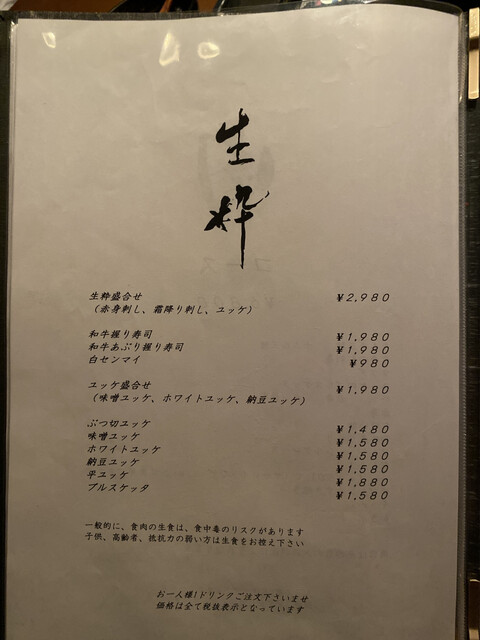 生粋
生粋盛合せ ¥2,980
(赤身刺し、霜降り刺し、ユッケ)
和牛握り寿司 ¥1,980
和牛あぶり握り寿司 ¥1,980
白センマイ ¥980
ユッケ盛合せ ¥1,980
(味噌ユッケ、ホワイトユッケ、納豆ユッケ)
ぶつ切ユッケ ¥1,480
味噌ユッケ ¥1,580
ホワイトユッケ ¥1,580
納豆ユッケ ¥1,580
平ユッケ ¥1,880
ブルスケッタ ¥1,580
一般的に、食肉の生食は、食中毒のリスクがあります
子供、高齢者、抵抗力の弱い方は生食をお控え下さい
お一人様1ドリンクご注文下さいませ
価格は全て税抜表示となっています